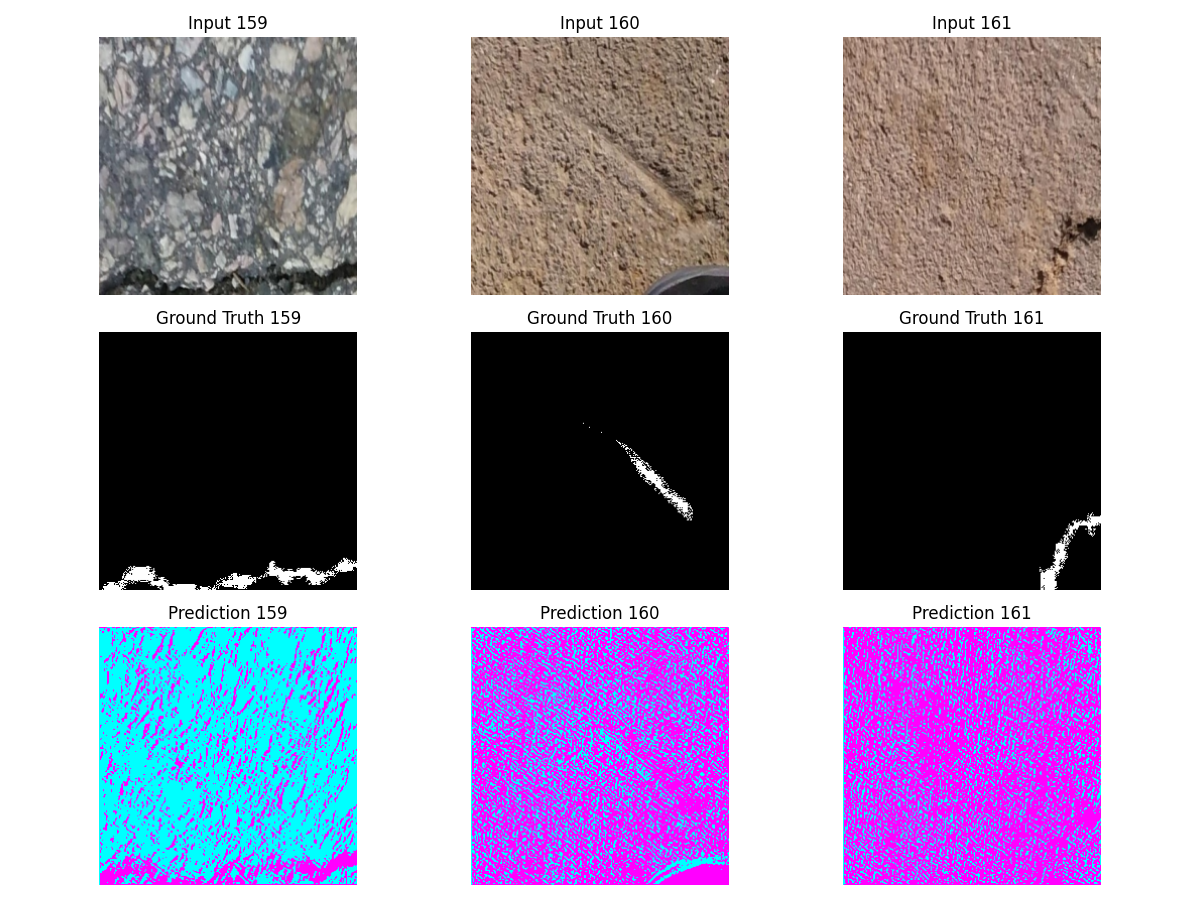 Input 159
Input 160
Input 161
Ground Truth 159
Ground Truth 160
Ground Truth 161
Prediction 159
Prediction 160
Prediction 161